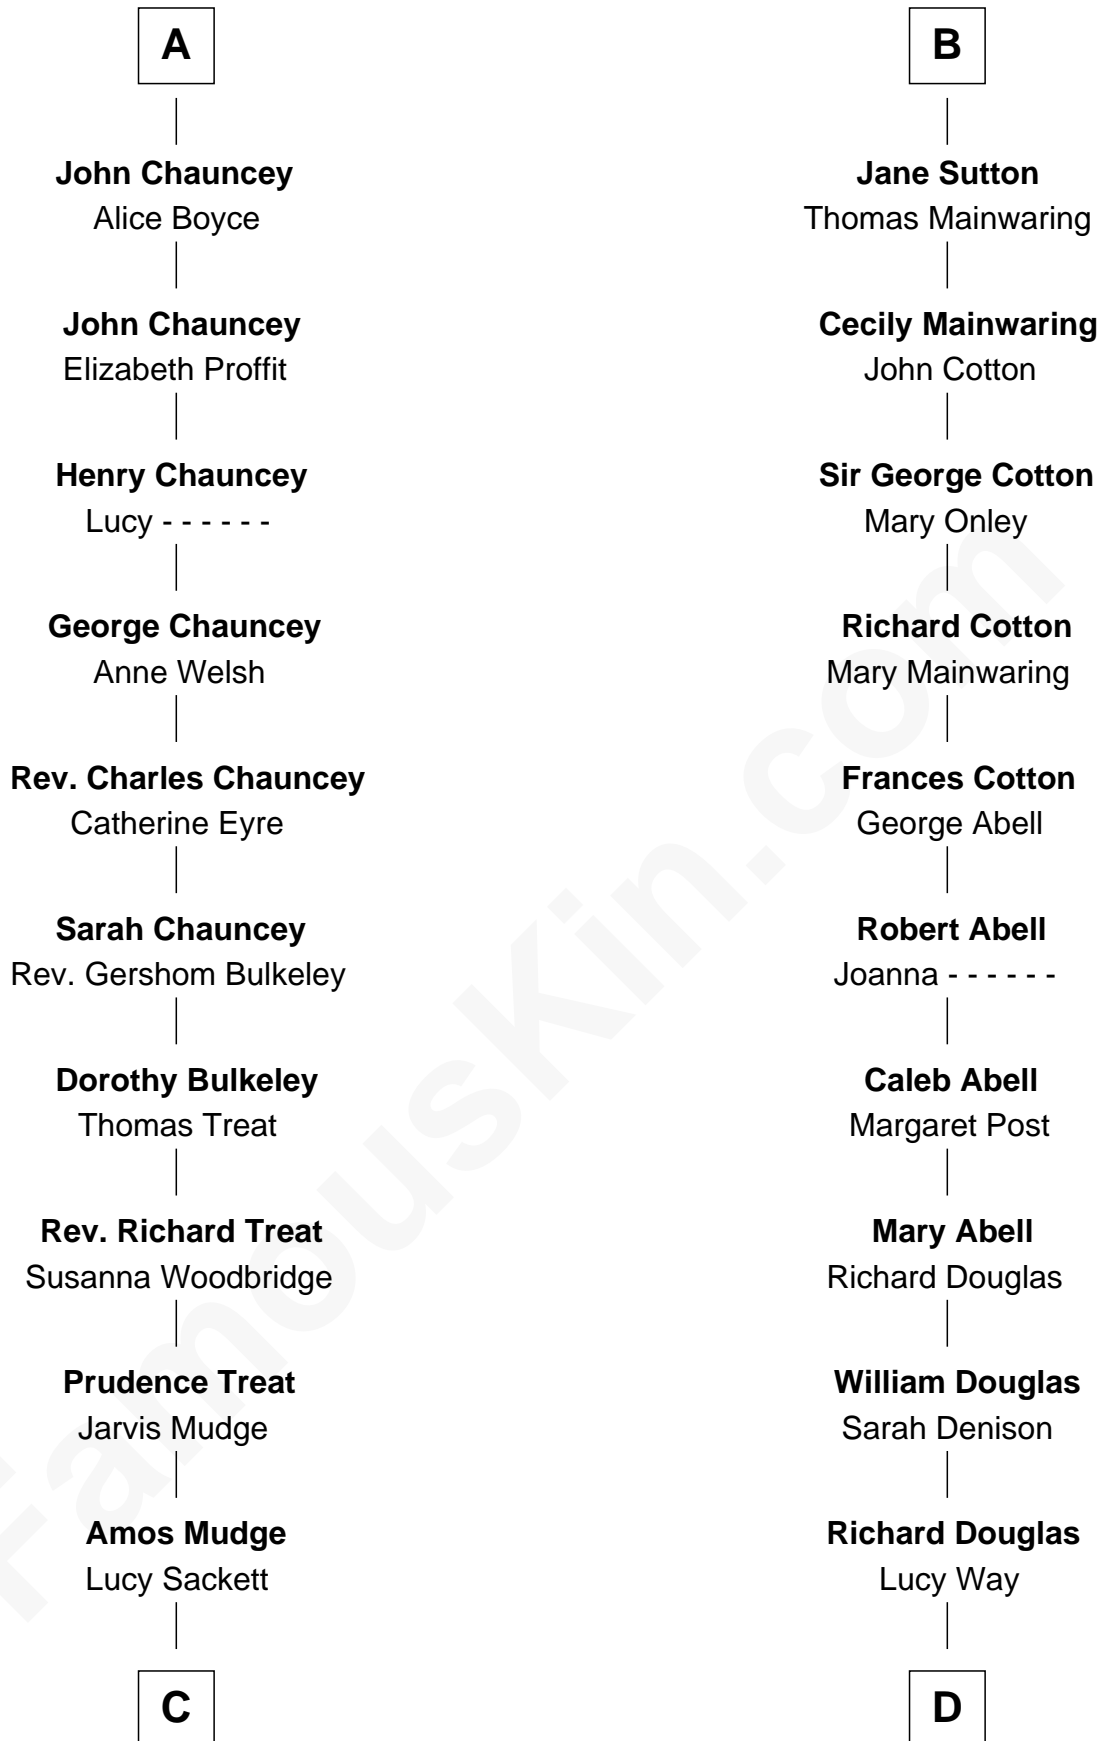 A
John Chauncey
Alice Boyce
John Chauncey
Elizabeth Proffit
Henry Chauncey
Lucy - - - - - -
George Chauncey
Anne Welsh
Rev. Charles Chauncey
Catherine Eyre
Sarah Chauncey
Rev. Gershom Bulkeley
Dorothy Bulkeley
Thomas Treat
Rev. Richard Treat
Susanna Woodbridge
Prudence Treat
Jarvis Mudge
Amos Mudge
Lucy Sackett
C
B
Jane Sutton
Thomas Mainwaring
Cecily Mainwaring
John Cotton
Sir George Cotton
Mary Onley
Richard Cotton
Mary Mainwaring
Frances Cotton
George Abell
Robert Abell
Joanna - - - - - -
Caleb Abell
Margaret Post
Mary Abell
Richard Douglas
William Douglas
Sarah Denison
Richard Douglas
Lucy Way
D
FamousKin.com